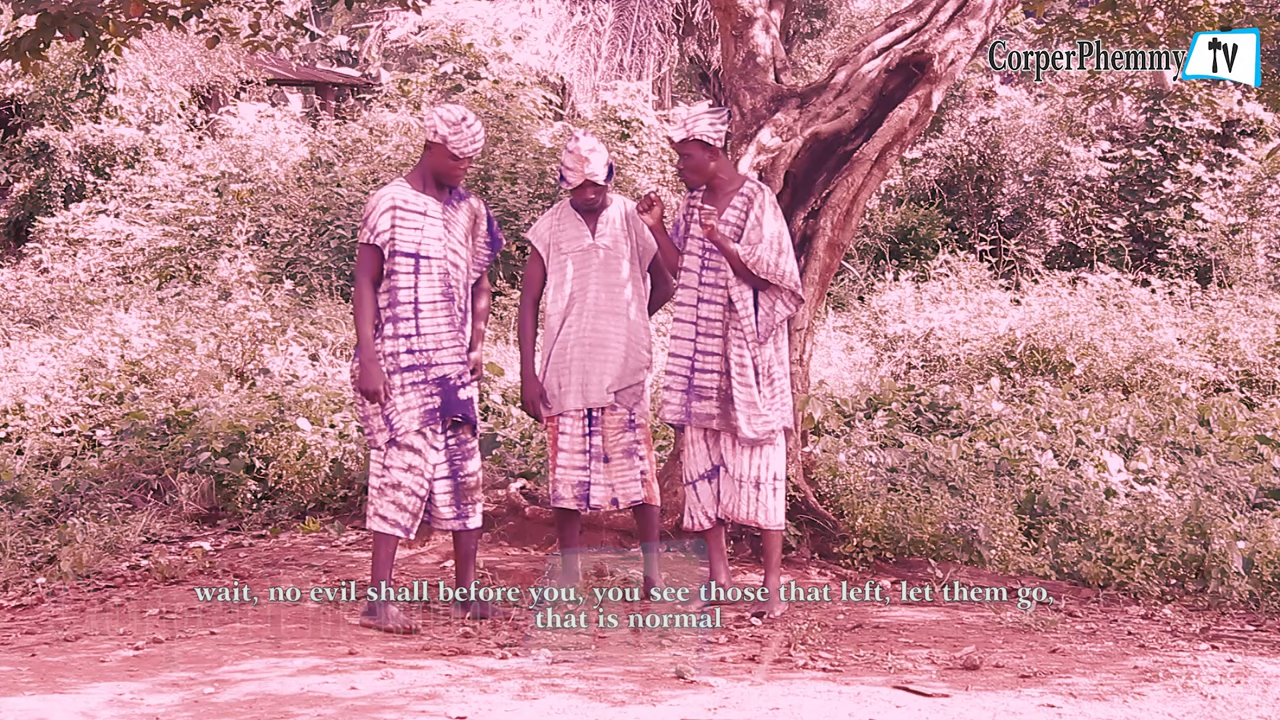 CorperPhemmy tv
wait, no evil shall before you, you see those that left, let them go,
that is normal